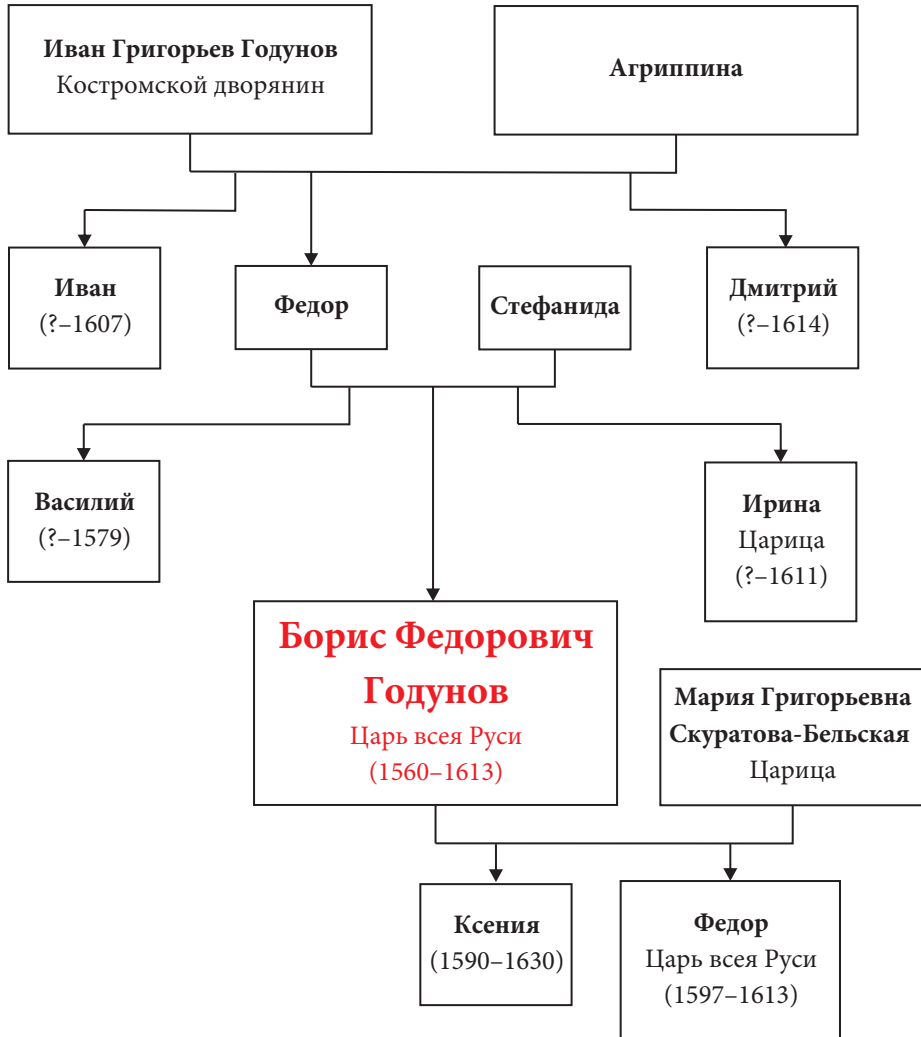 Иван Григорьев Годунов
Костромской дворянин
Агриппина
Иван
(?–1607)
Федор
Стефанида
Дмитрий
(?–1614)
Василий
(?–1579)
Ирина
Царица
(?–1611)
Борис Федорович
Годунов
Царь всея Руси
(1560–1613)
Мария Григорьевна
Скуратова-Бельская
Царица
Ксения
(1590–1630)
Федор
Царь всея Руси
(1597–1613)